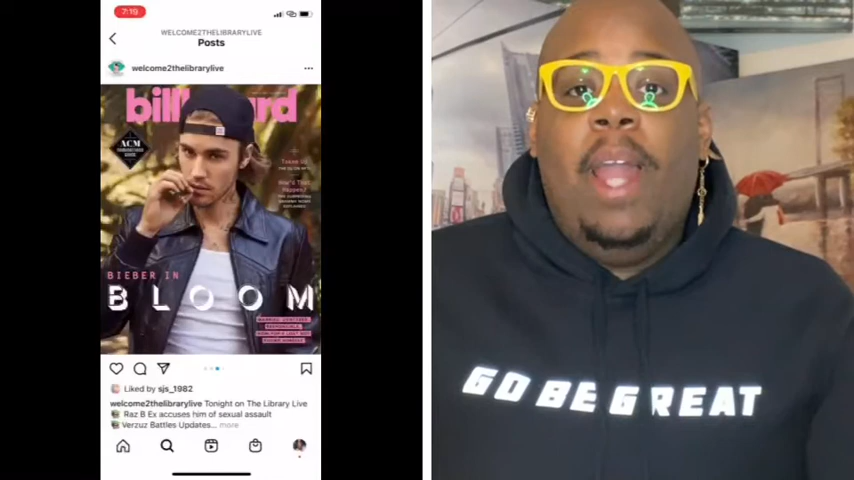 7:19
WELCOME2THELIBRARYLIVE
Posts
welcome2thelibrarylive
billboard
ACM
BIEBER IN
BLOOM
Liked by sjs_1982
welcome2thelibrarylive Tonight on The Library Live
Raz B Ex accuses him of sexual assault
Verzuz Battles Updates... more
GO BE GREAT